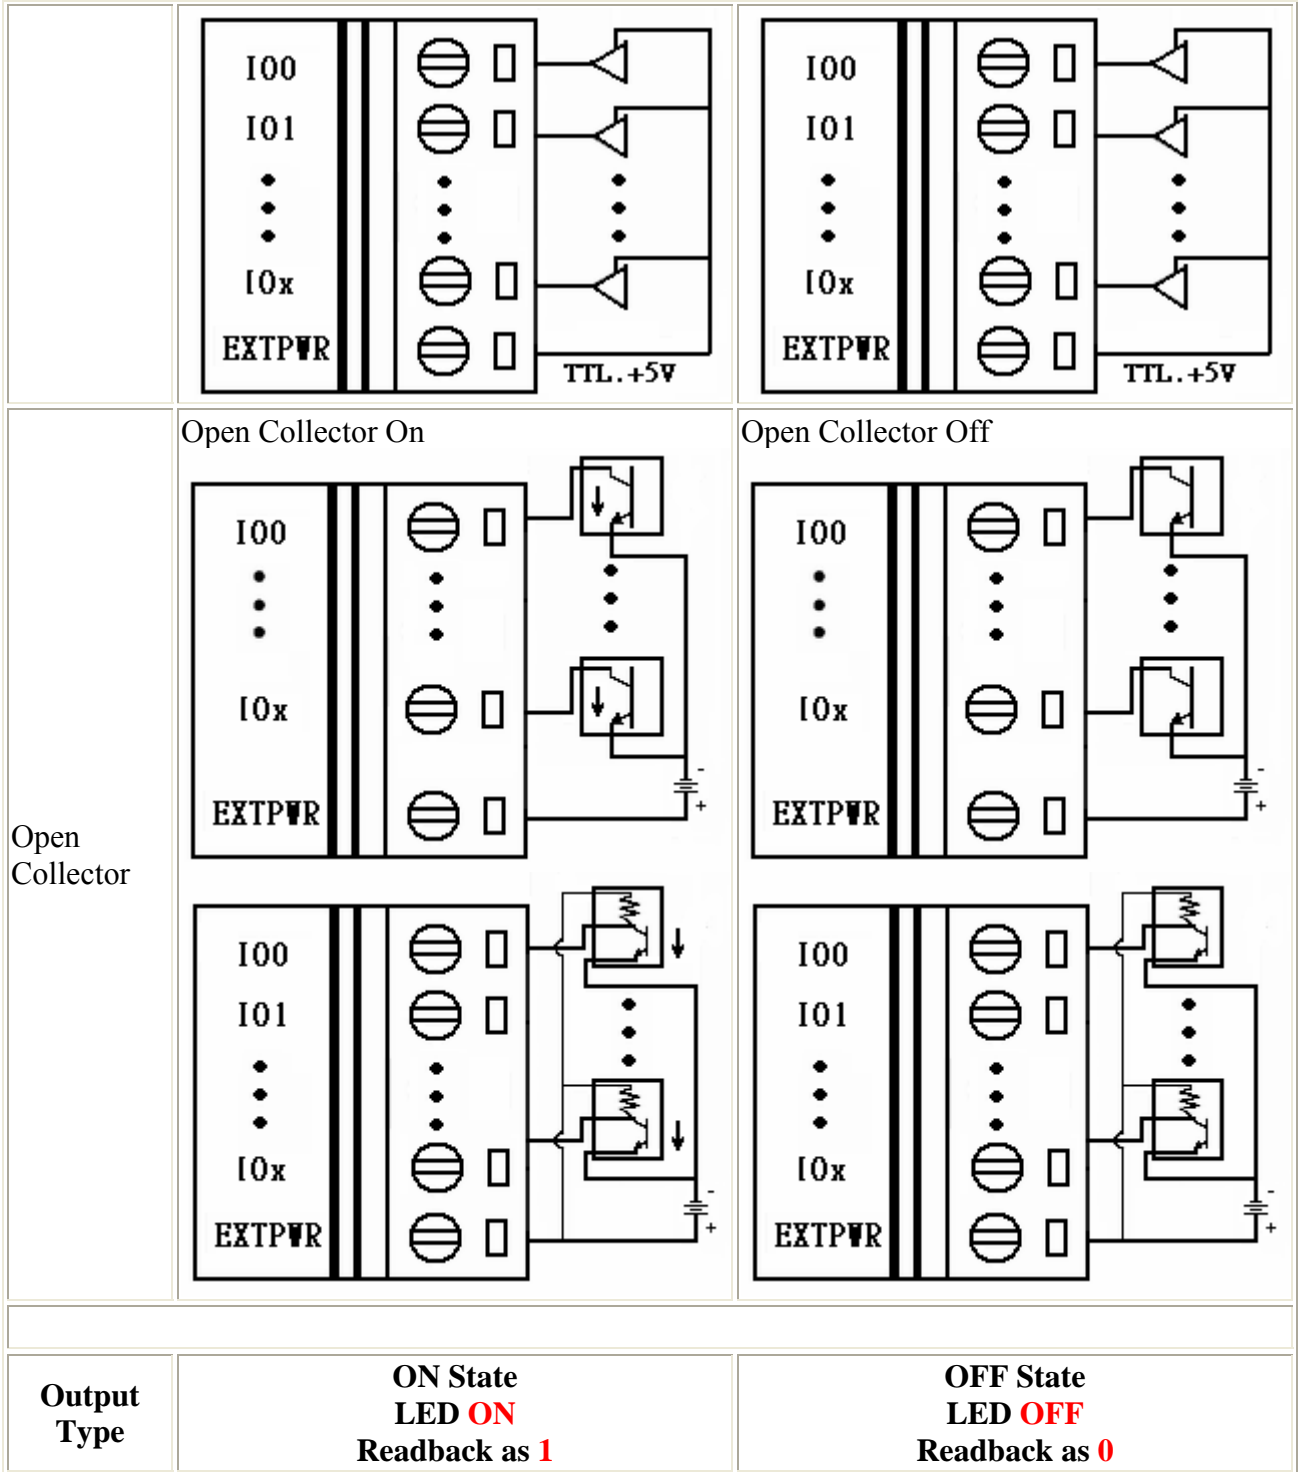 IO0
IO1
IOx
EXTPWR
TTL.+5V
IO0
IO1
IOx
EXTPWR
TTL.+5V
Open Collector
Open Collector On
IO0
IOx
EXTPWR
-
+
IO0
IO1
IOx
EXTPWR
-
+
Open Collector Off
IO0
IOx
EXTPWR
-
+
IO0
IO1
IOx
EXTPWR
-
+
Output
Type
ON State
LED ON
Readback as 1
OFF State
LED OFF
Readback as 0